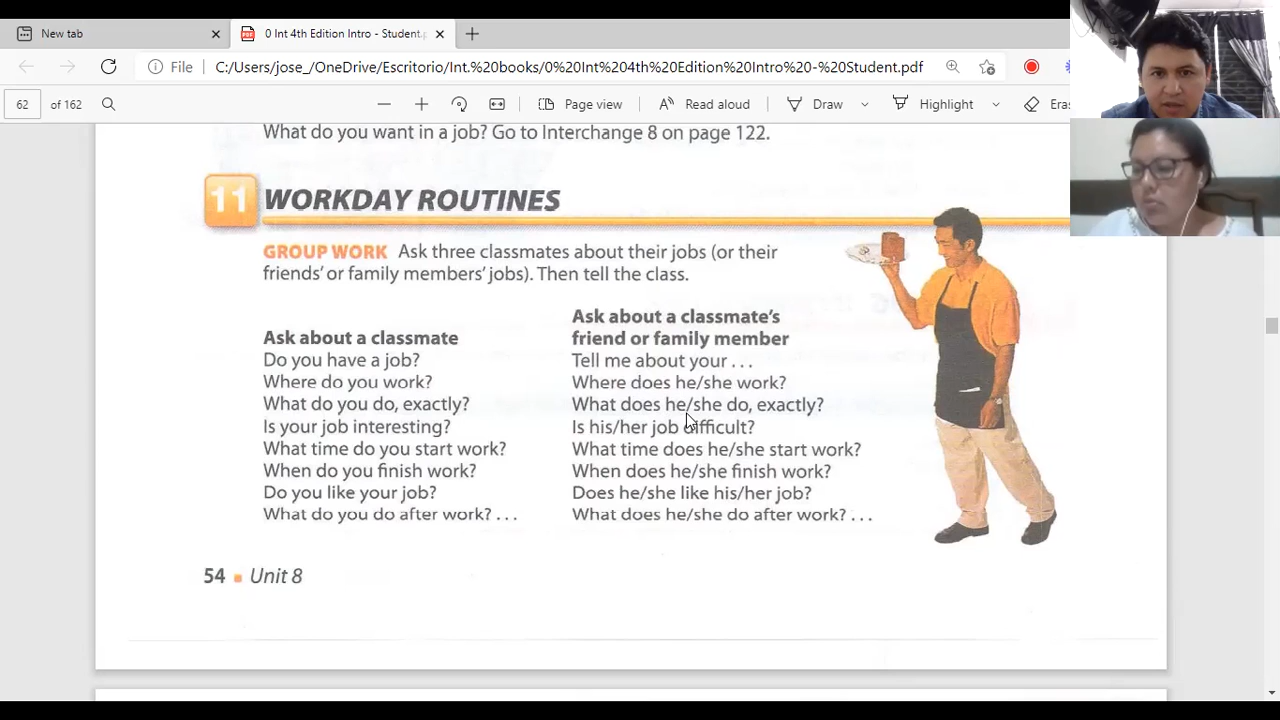 New tab
0 Int 4th Edition Intro - Student.p
File
C:/Users/jose_/OneDrive/Escritorio/Int.%20books/0%20Int%204th%20Edition%20Intro%20-%20Student.pdf
62 of 162
Page view
Read aloud
Draw
Highlight
Eras
What do you want in a job? Go to Interchange 8 on page 122.
11 WORKDAY ROUTINES
GROUP WORK Ask three classmates about their jobs (or their
friends' or family members' jobs). Then tell the class.
Ask about a classmate
Do you have a job?
Where do you work?
What do you do, exactly?
Is your job interesting?
What time do you start work?
When do you finish work?
Do you like your job?
What do you do after work? . . .
Ask about a classmate's
friend or family member
Tell me about your . . .
Where does he/she work?
What does he/she do, exactly?
Is his/her job difficult?
What time does he/she start work?
When does he/she finish work?
Does he/she like his/her job?
What does he/she do after work? . . .
54 ▪ Unit 8